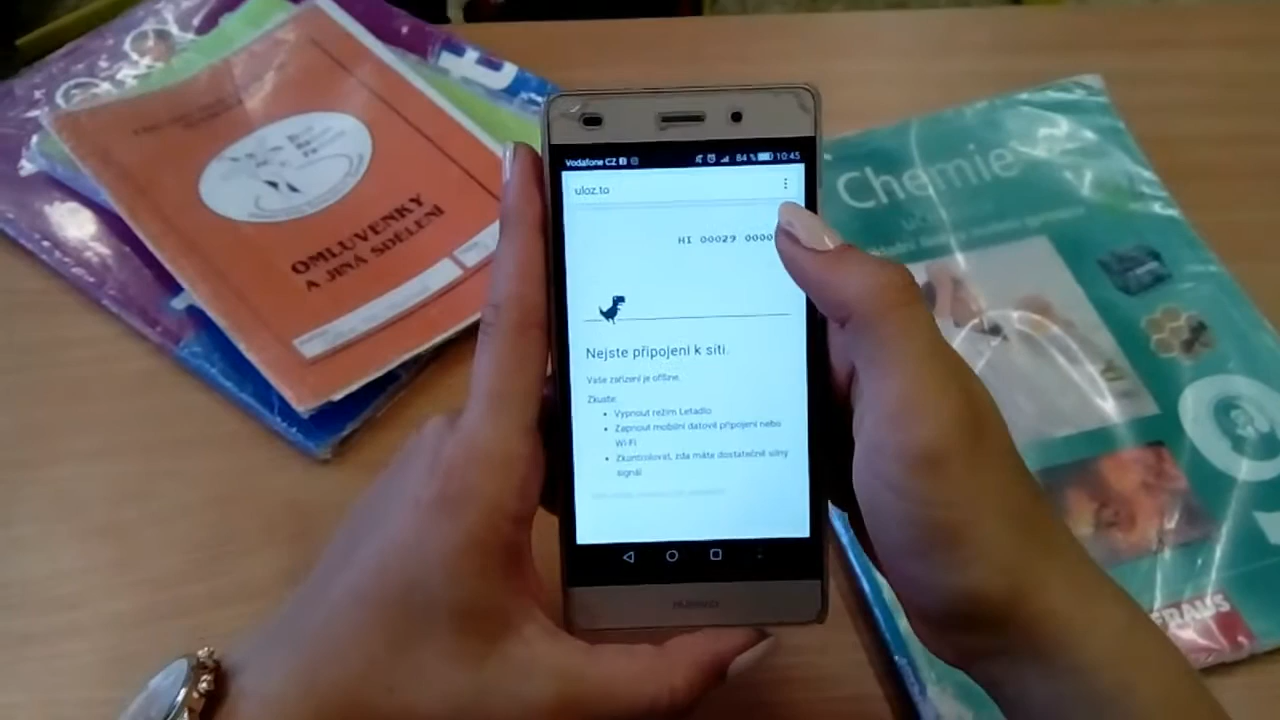 OMLUVENKY
A JINÁ SDĚLENÍ
Vodafone CZ 84 % 10:45
uloz.to
HI 00029 0000
Nejste připojeni k síti.
Vaše zařízení je offline.
Zkuste:
Vypnout režim Letadlo
Zapnout mobilní datové připojení nebo
Wi-Fi
Zkontrolovat, zda máte dostatečně silný
signál
HUAWEI
Chemie
FRAUS